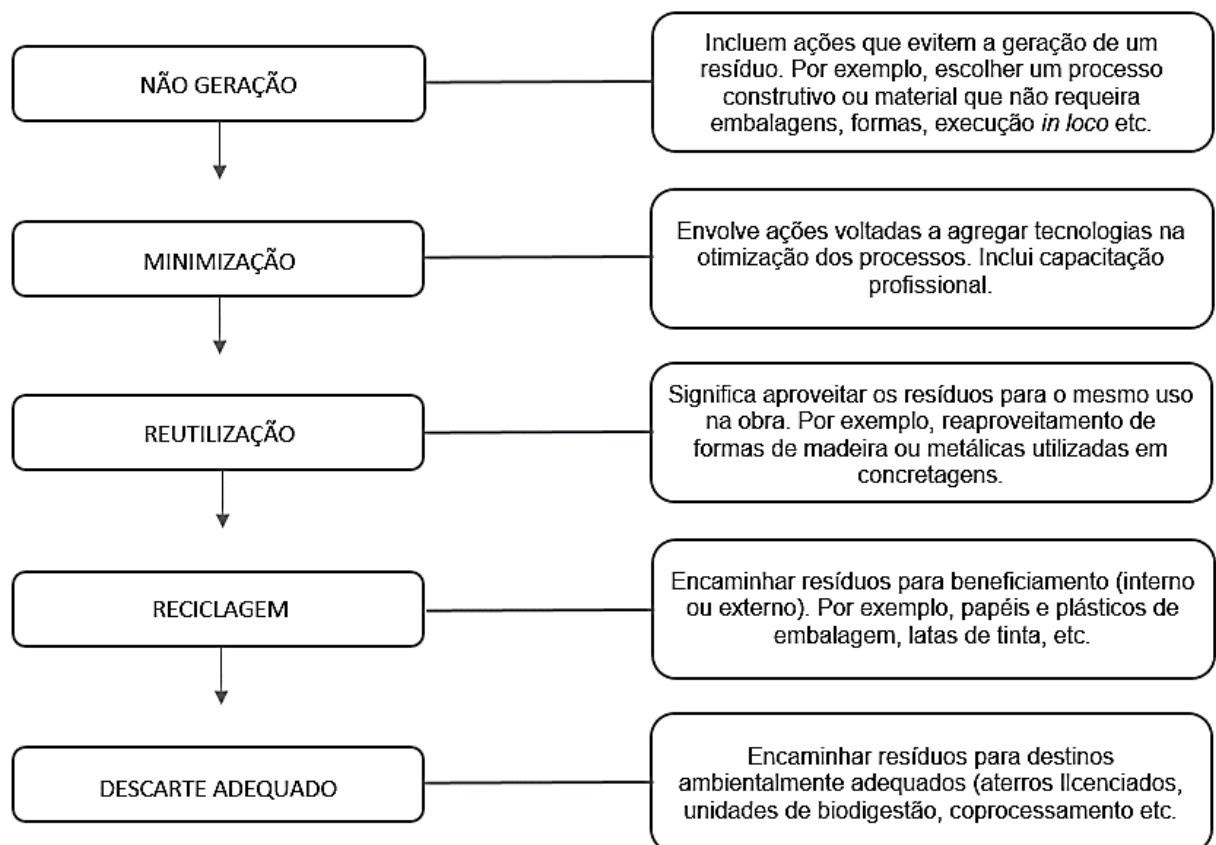 NÃO GERAÇÃO
Incluem ações que evitem a geração de um
resíduo. Por exemplo, escolher um processo
construtivo ou material que não requeira
embalagens, formas, execução in loco etc.
MINIMIZAÇÃO
Envolve ações voltadas a agregar tecnologias na
otimização dos processos. Inclui capacitação
profissional.
REUTILIZAÇÃO
Significa aproveitar os resíduos para o mesmo uso
na obra. Por exemplo, reaproveitamento de
formas de madeira ou metálicas utilizadas em
concretagens.
RECICLAGEM
Encaminhar resíduos para beneficiamento (interno
ou externo). Por exemplo, papéis e plásticos de
embalagem, latas de tinta, etc.
DESCARTE ADEQUADO
Encaminhar resíduos para destinos
ambientalmente adequados (aterros licenciados,
unidades de biodigestão, coprocessamento etc.